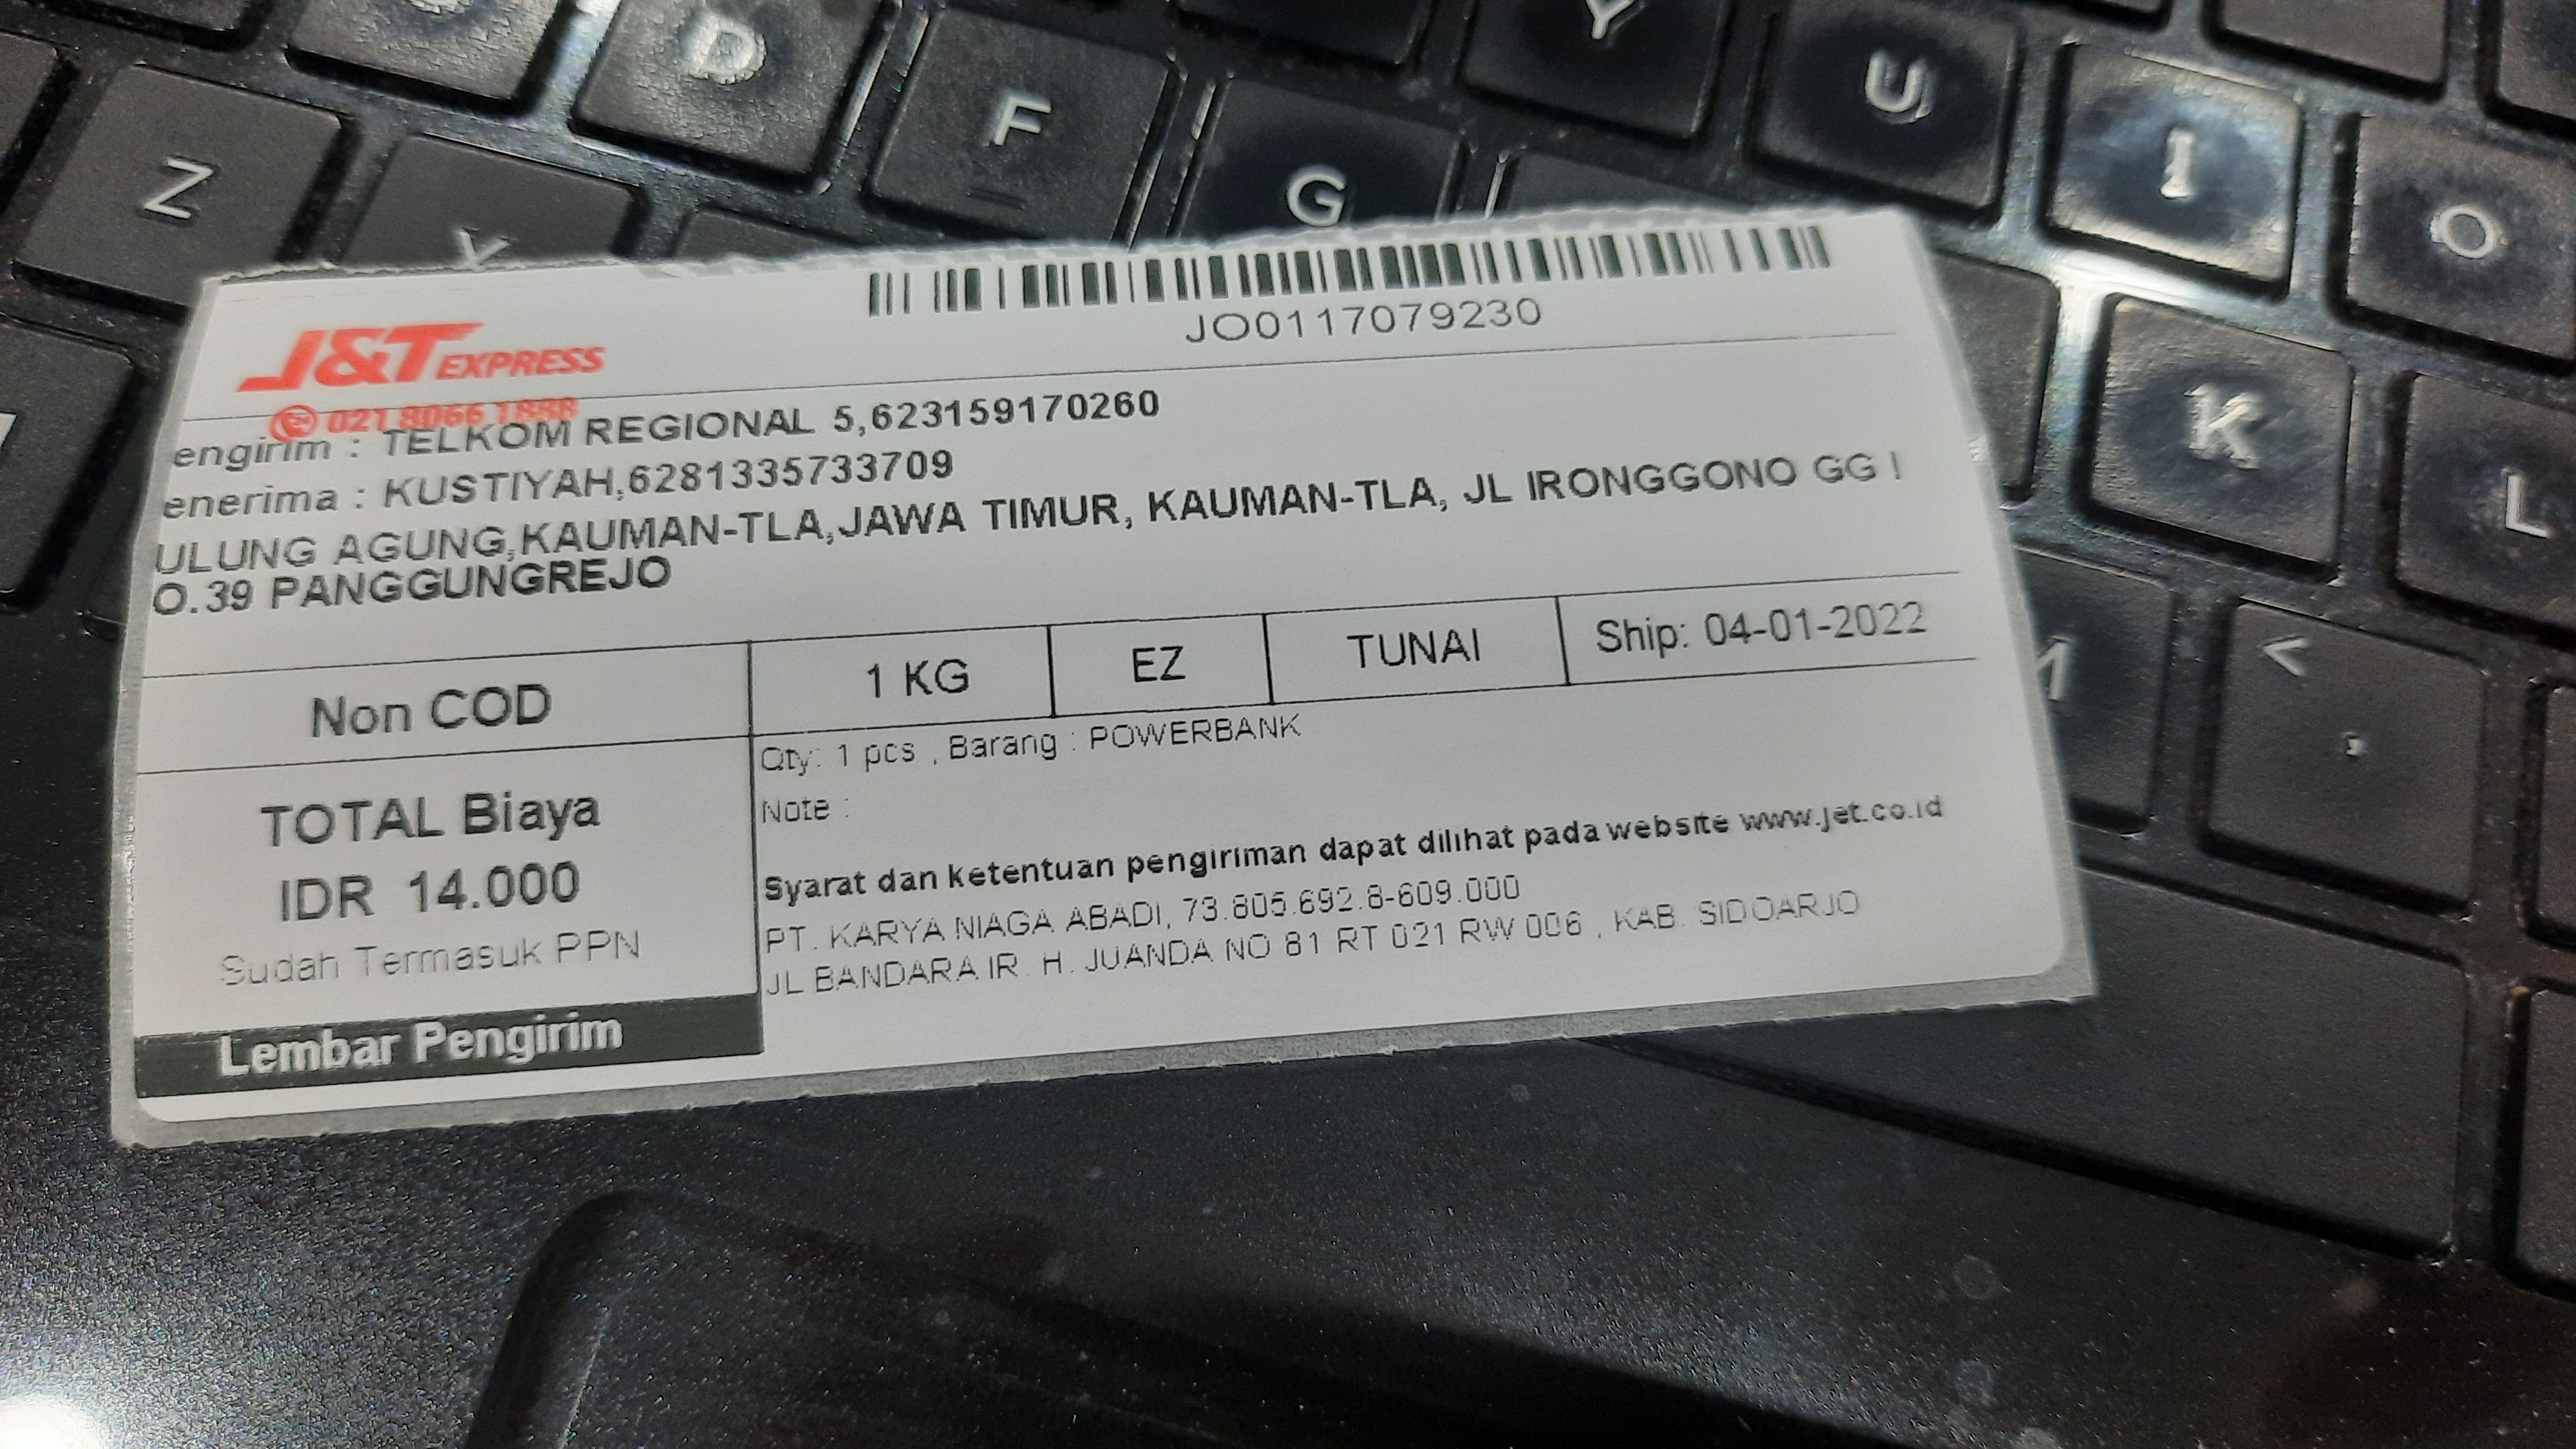 J&T EXPRESS
021 8066 1888
JO0117079230
engirim : TELKOM REGIONAL 5,623159170260
enerima : KUSTIYAH,6281335733709
ULUNG AGUNG,KAUMAN-TLA,JAWA TIMUR, KAUMAN-TLA, JL IRONGGONO GG I
O.39 PANGGUNGREJO
Non COD
1 KG
EZ
TUNAI
Ship: 04-01-2022
TOTAL Biaya
IDR 14.000
Sudah Termasuk PPN
Lembar Pengirim
Qty: 1 pcs , Barang : POWERBANK
Note :
Syarat dan ketentuan pengiriman dapat dilihat pada website www.jet.co.id
PT. KARYA NIAGA ABADI, 73.605.692.8-609.000
JL BANDARA IR. H. JUANDA NO 81 RT 021 RW 006 , KAB. SIDOARJO
Z
F
G
U
I
K
<
,
O
L